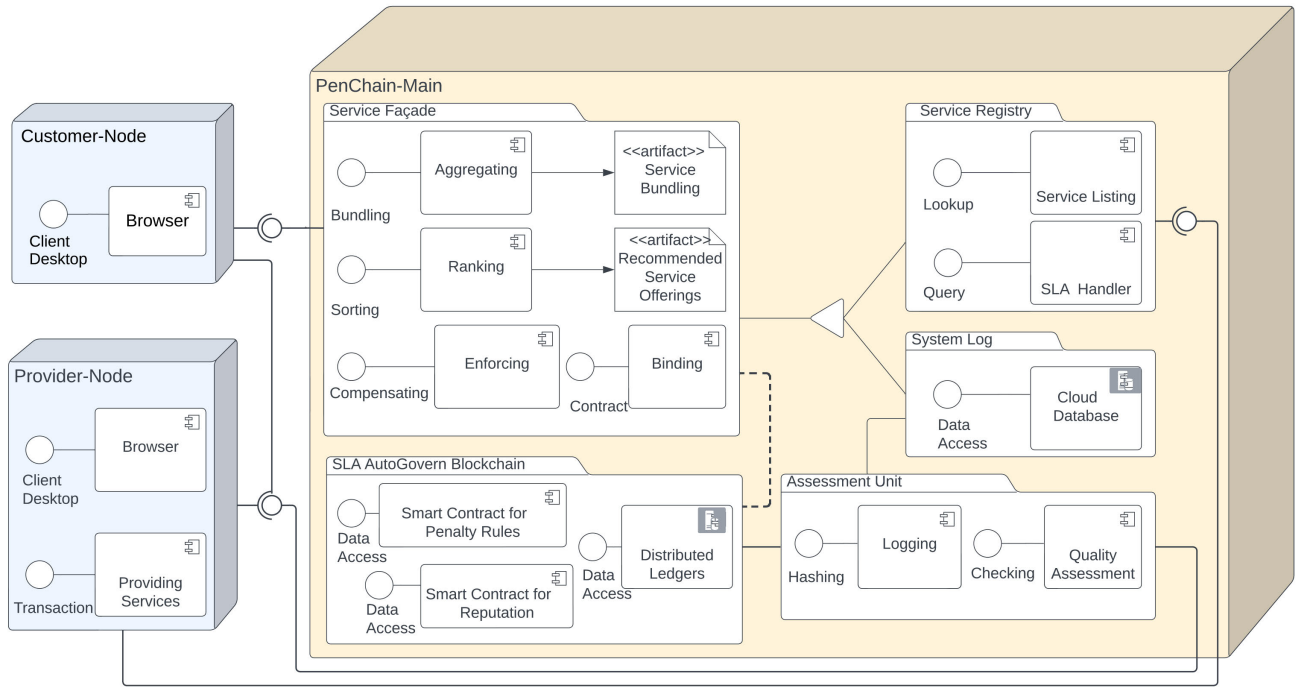 PenChain-Main
Customer-Node
Client
Desktop
Browser
Provider-Node
Client
Desktop
Browser
Transaction
Providing
Services
Service Façade
Bundling
Aggregating
<<artifact>>
Service
Bundling
Sorting
Ranking
<<artifact>>
Recommended
Service
Offerings
Compensating
Enforcing
Contract
Binding
Service Registry
Lookup
Service Listing
Query
SLA Handler
System Log
Data
Access
Cloud
Database
SLA AutoGovern Blockchain
Data
Access
Smart Contract for
Penalty Rules
Data
Access
Smart Contract for
Reputation
Data
Access
Distributed
Ledgers
Assessment Unit
Hashing
Logging
Checking
Quality
Assessment